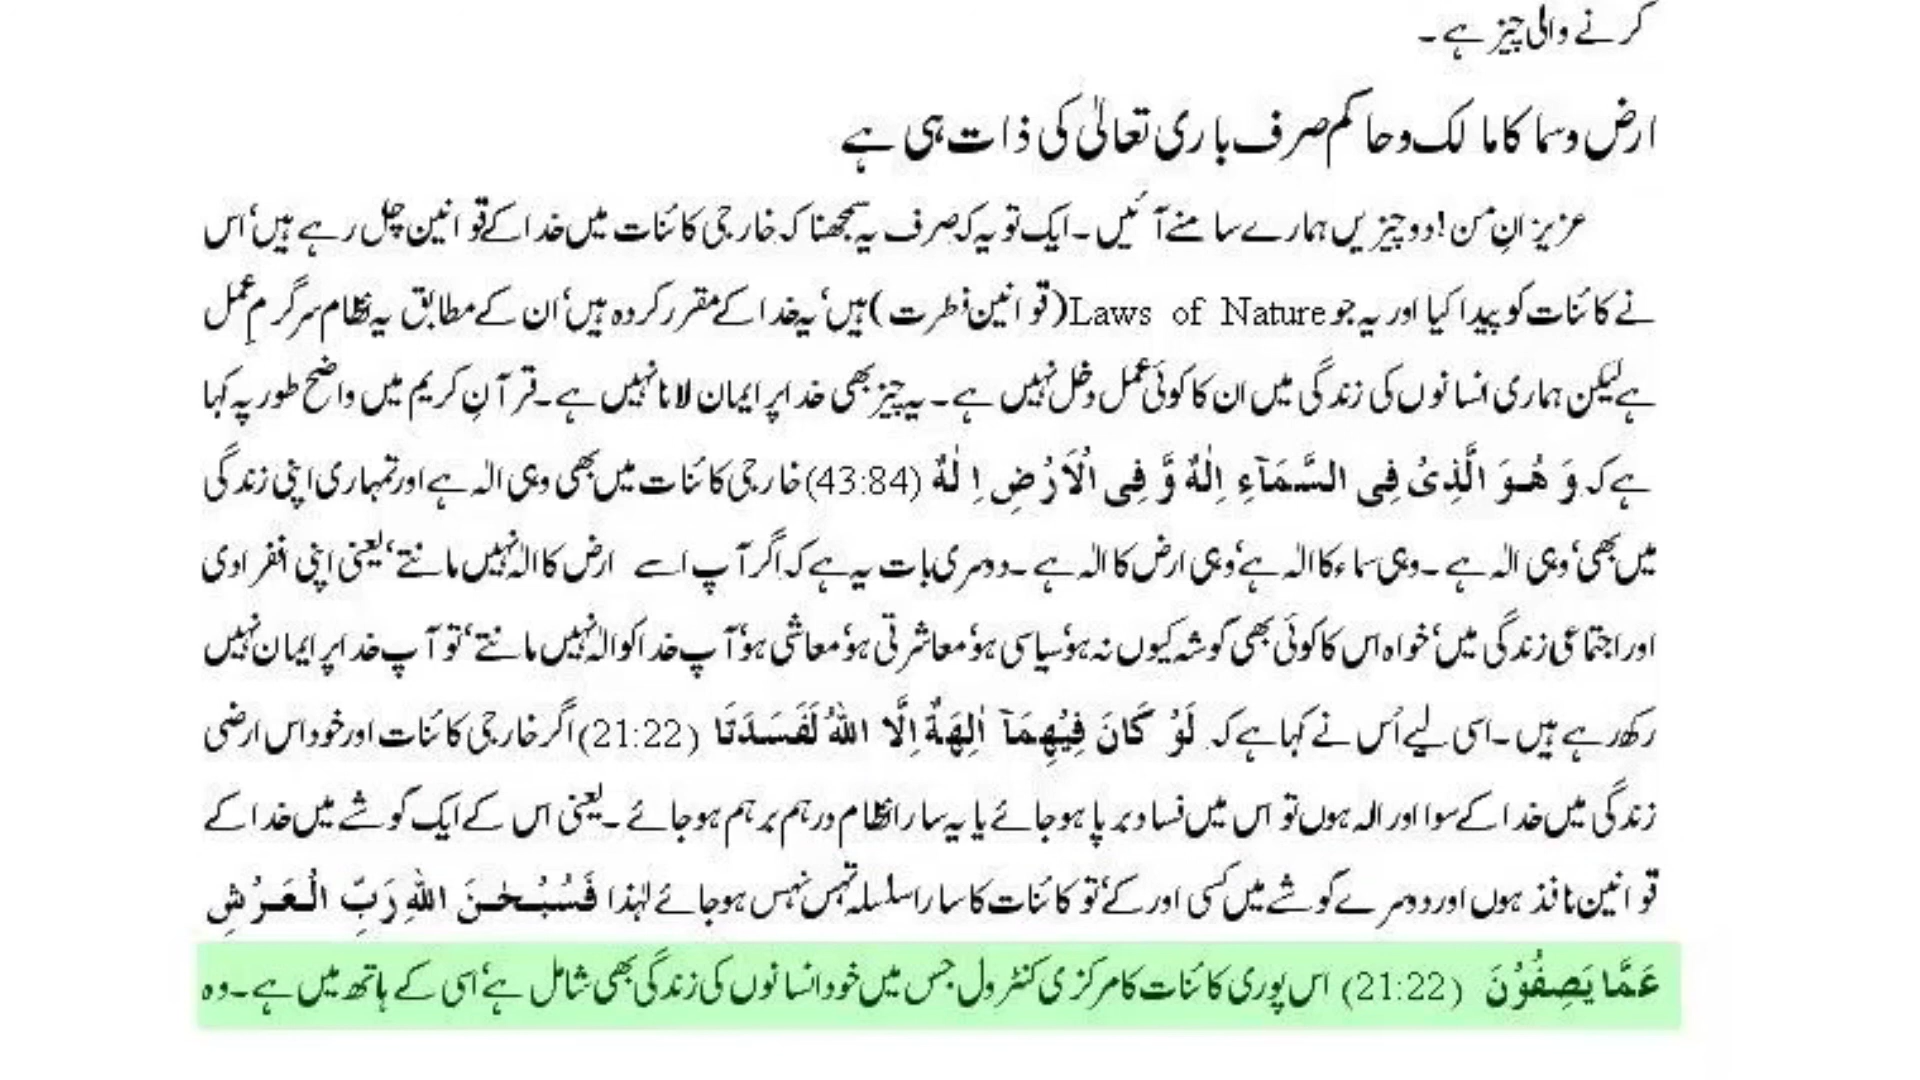 کرنے والی چیز ہے۔
ارض وسما کا مالک و حاکم صرف باری تعالیٰ کی ذات ہی ہے
عزیزانِ من! دو چیزیں ہمارے سامنے آئیں۔ ایک تو یہ کہ صرف یہ سمجھنا کہ خارجی کائنات میں خدا کے قوانین چل رہے ہیں‘ اس
نے کائنات کو پیدا کیا اور یہ جو Laws of Nature (قوانینِ فطرت) ہیں‘ یہ خدا کے مقرر کردہ ہیں‘ ان کے مطابق یہ نظام سرگرمِ عمل
ہے لیکن ہماری انسانوں کی زندگی میں ان کا کوئی عمل دخل نہیں ہے۔ یہ چیز بھی خدا پر ایمان لانا نہیں ہے۔ قرآنِ کریم میں واضح طور پہ کہا
ہے کہ وَ هُوَ الَّذِیْ فِی السَّمَآءِ اِلٰهٌ وَّ فِی الْاَرْضِ اِلٰهٌ (43:84) خارجی کائنات میں بھی وہی الٰہ ہے اور تمہاری اپنی زندگی
میں بھی‘ وہی الٰہ ہے۔ وہی سماء کا الٰہ ہے‘ وہی ارض کا الٰہ ہے۔ دوسری بات یہ ہے کہ اگر آپ اسے ارض کا الٰہ نہیں مانتے‘ یعنی اپنی انفرادی
اور اجتماعی زندگی میں‘ خواہ اس کا کوئی بھی گوشہ کیوں نہ ہو‘ سیاسی ہو‘ معاشرتی ہو‘ معاشی ہو‘ آپ خدا کو الٰہ نہیں مانتے‘ تو آپ خدا پر ایمان نہیں
رکھ رہے ہیں۔ اسی لیے اُس نے کہا ہے کہ لَوْ كَانَ فِیْهِمَآ اٰلِهَةٌ اِلَّا اللّٰهُ لَفَسَدَتَا (21:22) اگر خارجی کائنات اور خود اس ارضی
زندگی میں خدا کے سوا اور الٰہ ہوں تو اس میں فساد برپا ہو جائے یا یہ سارا نظام درہم برہم ہو جائے۔ یعنی اس کے ایک گوشے میں خدا کے
قوانین نافذ ہوں اور دوسرے گوشے میں کسی اور کے‘ تو کائنات کا سارا سلسلہ تہس نہس ہو جائے لہٰذا فَسُبْحٰنَ اللّٰهِ رَبِّ الْعَرْشِ
عَمَّا یَصِفُوْنَ (21:22) اس پوری کائنات کا مرکزی کنٹرول جس میں خود انسانوں کی زندگی بھی شامل ہے‘ اسی کے ہاتھ میں ہے۔ وہ